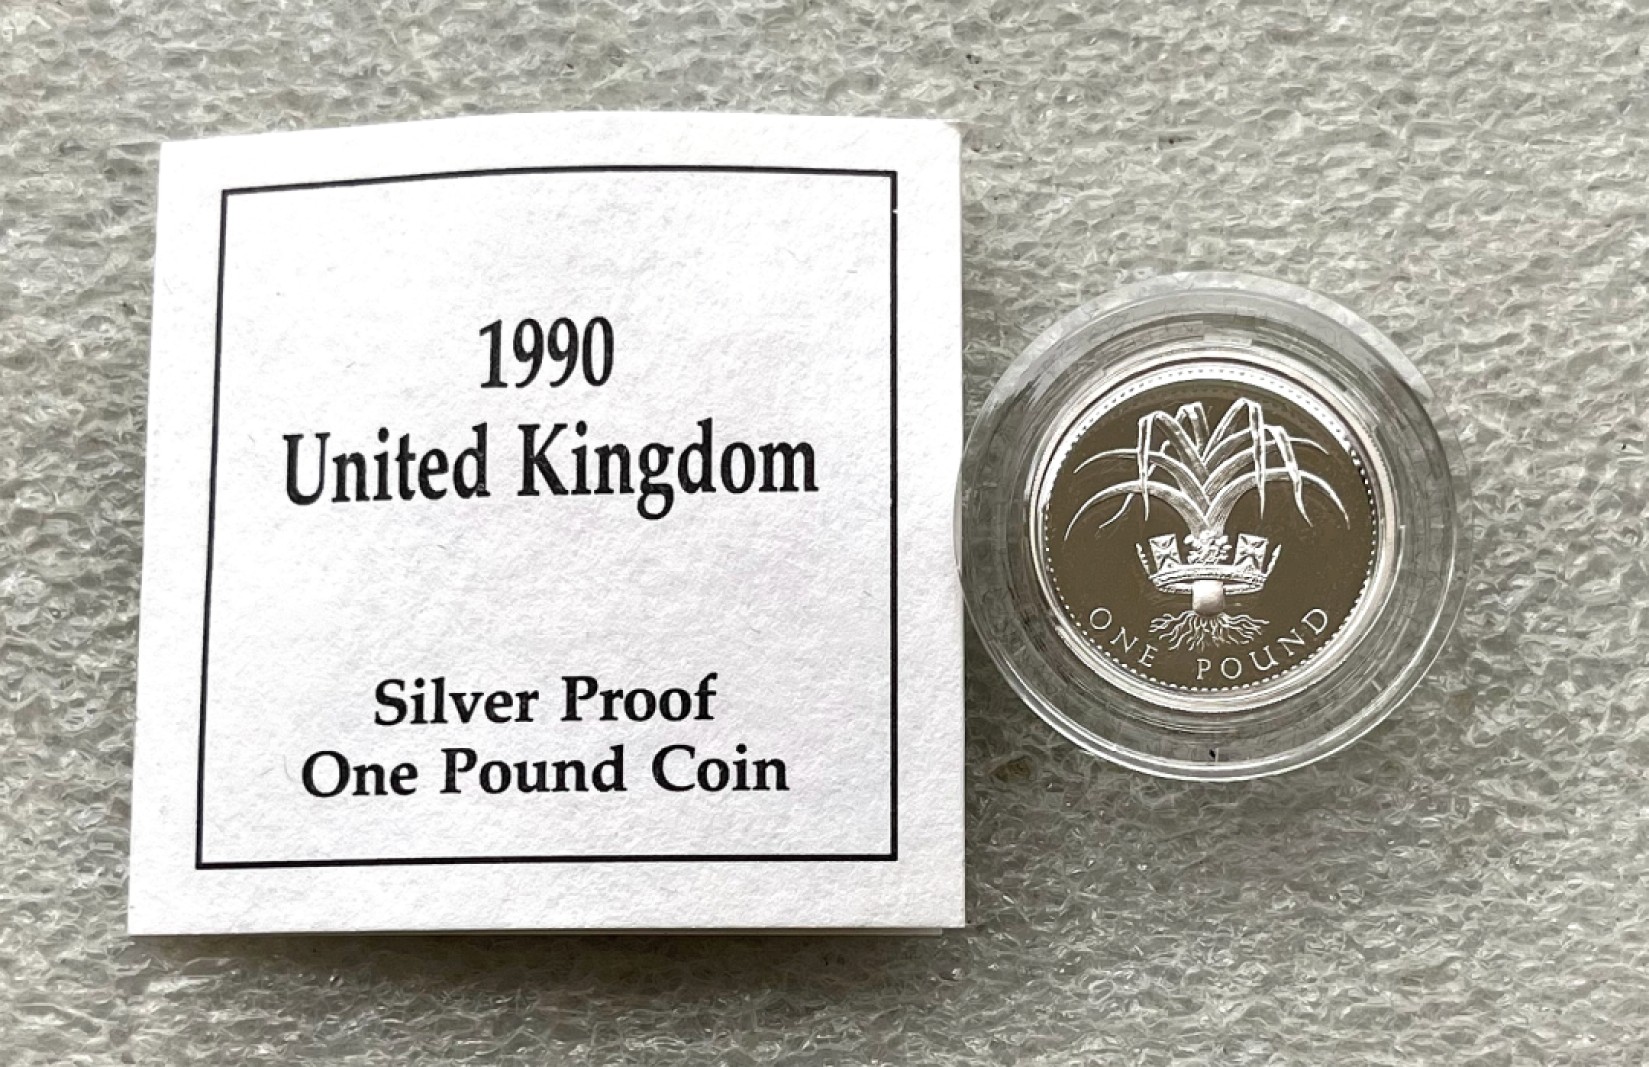 1990
United Kingdom
Silver Proof
One Pound Coin
ONE POUND